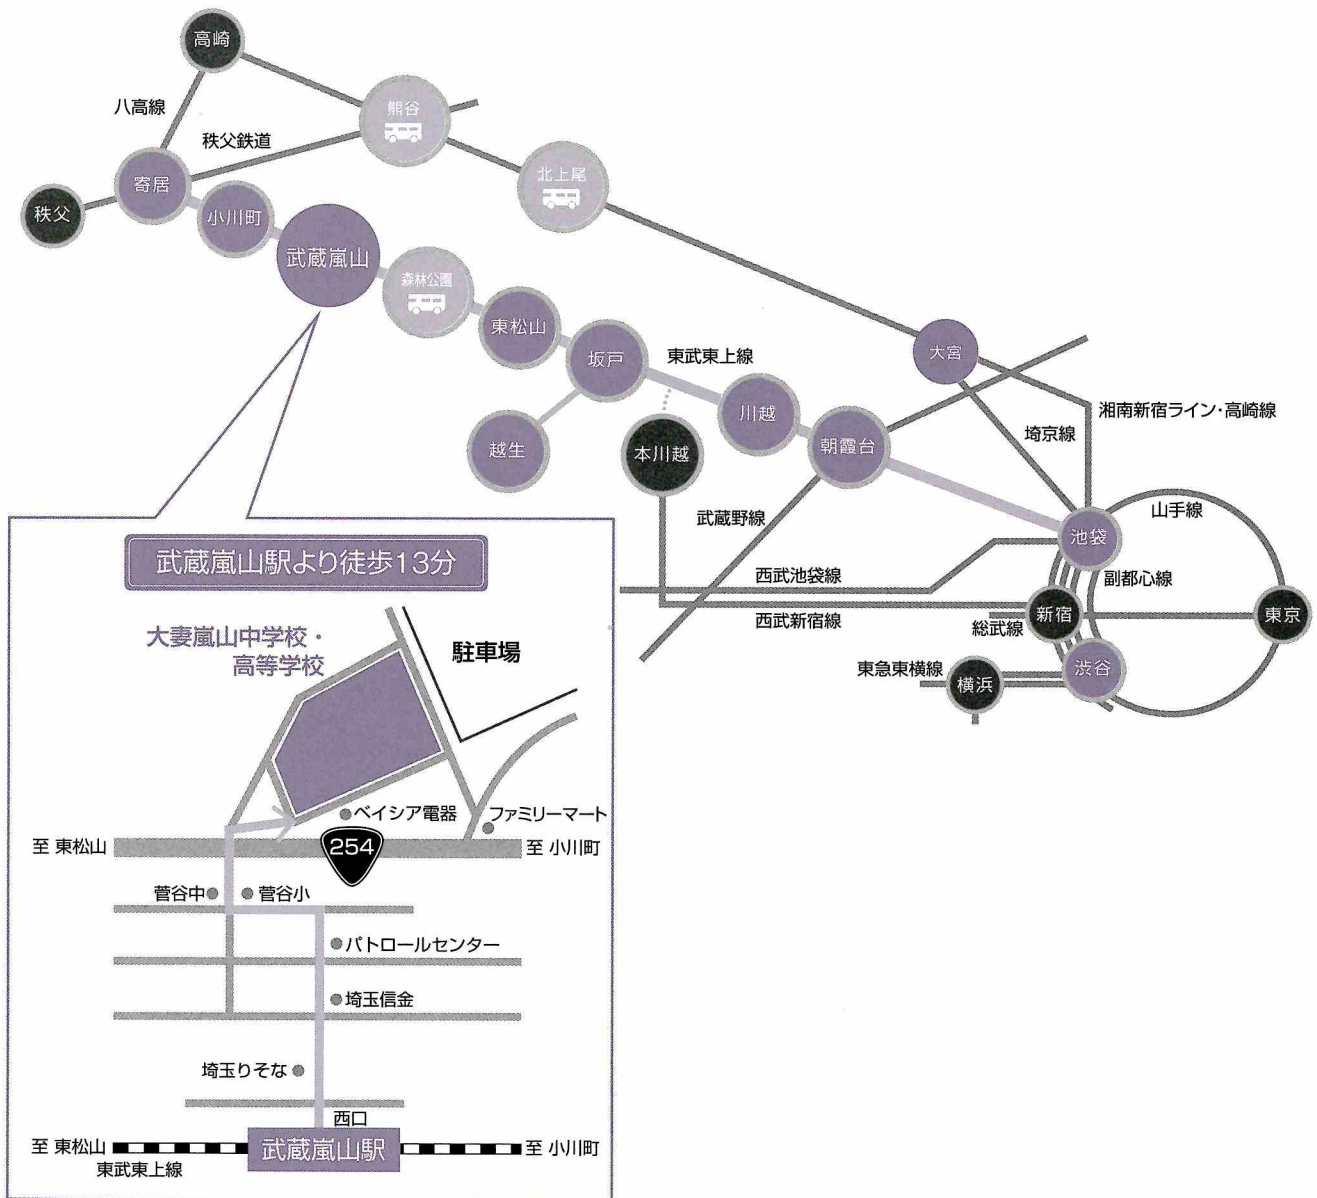 高崎
八高線
熊谷
秩父鉄道
寄居
北上尾
秩父
小川町
武蔵嵐山
森林公園
東松山
坂戸
東武東上線
大宮
川越
湘南新宿ライン・高崎線
埼京線
越生
本川越
朝霞台
武蔵野線
山手線
池袋
西武池袋線
副都心線
西武新宿線
総武線
新宿
東京
東急東横線
横浜
渋谷
武蔵嵐山駅より徒歩13分
大妻嵐山中学校・
高等学校
駐車場
ベイシア電器
ファミリーマート
至 東松山
254
至 小川町
菅谷中
菅谷小
パトロールセンター
埼玉信金
埼玉りそな
西口
至 東松山
武蔵嵐山駅
至 小川町
東武東上線